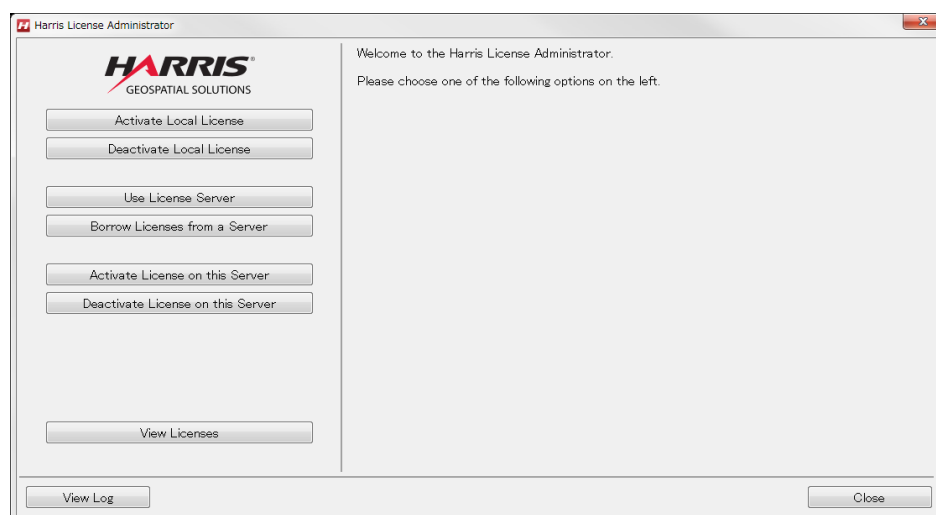 Harris License Administrator
HARRIS®
GEOSPATIAL SOLUTIONS
Activate Local License
Deactivate Local License
Use License Server
Borrow Licenses from a Server
Activate License on this Server
Deactivate License on this Server
View Licenses
Welcome to the Harris License Administrator.
Please choose one of the following options on the left.
View Log
Close